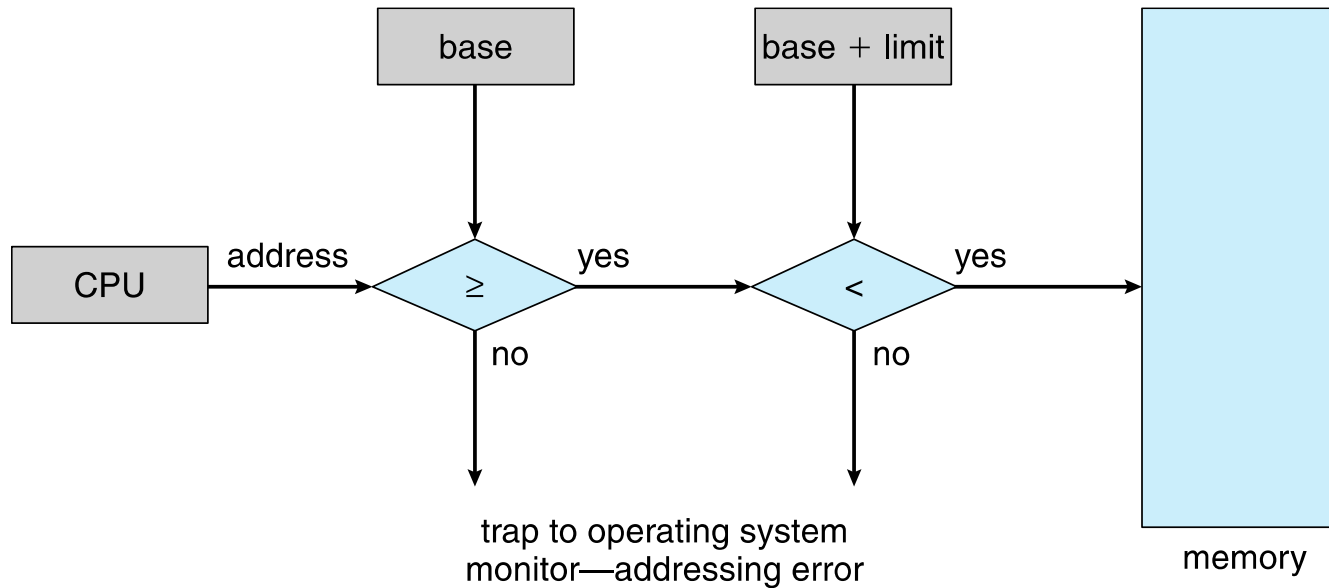 base
base + limit
CPU
address
≥
yes
<
yes
no
no
trap to operating system
monitor—addressing error
memory